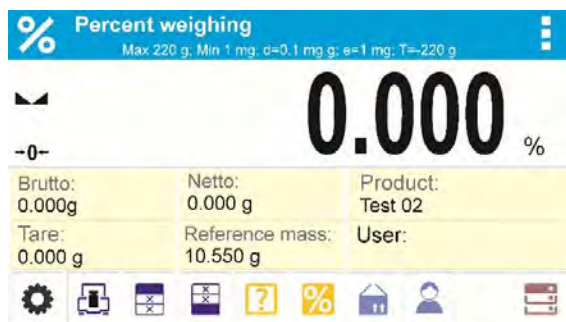 % Percent weighing
Max 220 g; Min 1 mg; d=0.1 mg g; e=1 mg; T=-220 g
0.000 %
→0←
Brutto: Netto: Product:
0.000g 0.000 g Test 02
Tare: Reference mass: User:
0.000 g 10.550 g
? %